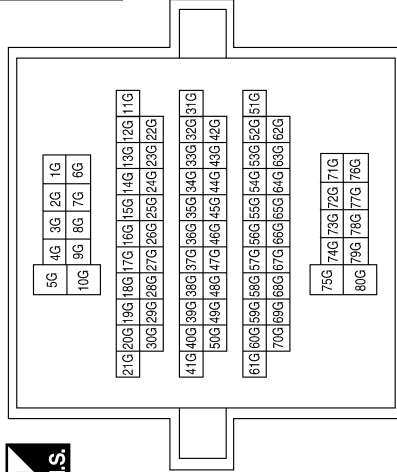 5G 4G 3G 2G 1G
10G 9G 8G 7G 6G
21G 20G 19G 18G 17G 16G 15G 14G 13G 12G 11G
30G 29G 28G 27G 26G 25G 24G 23G 22G
41G 40G 39G 38G 37G 36G 35G 34G 33G 32G 31G
50G 49G 48G 47G 46G 45G 44G 43G 42G
61G 60G 59G 58G 57G 56G 55G 54G 53G 52G 51G
70G 69G 68G 67G 66G 65G 64G 63G 62G
75G 74G 73G 72G 71G
80G 79G 78G 77G 76G
I.S.